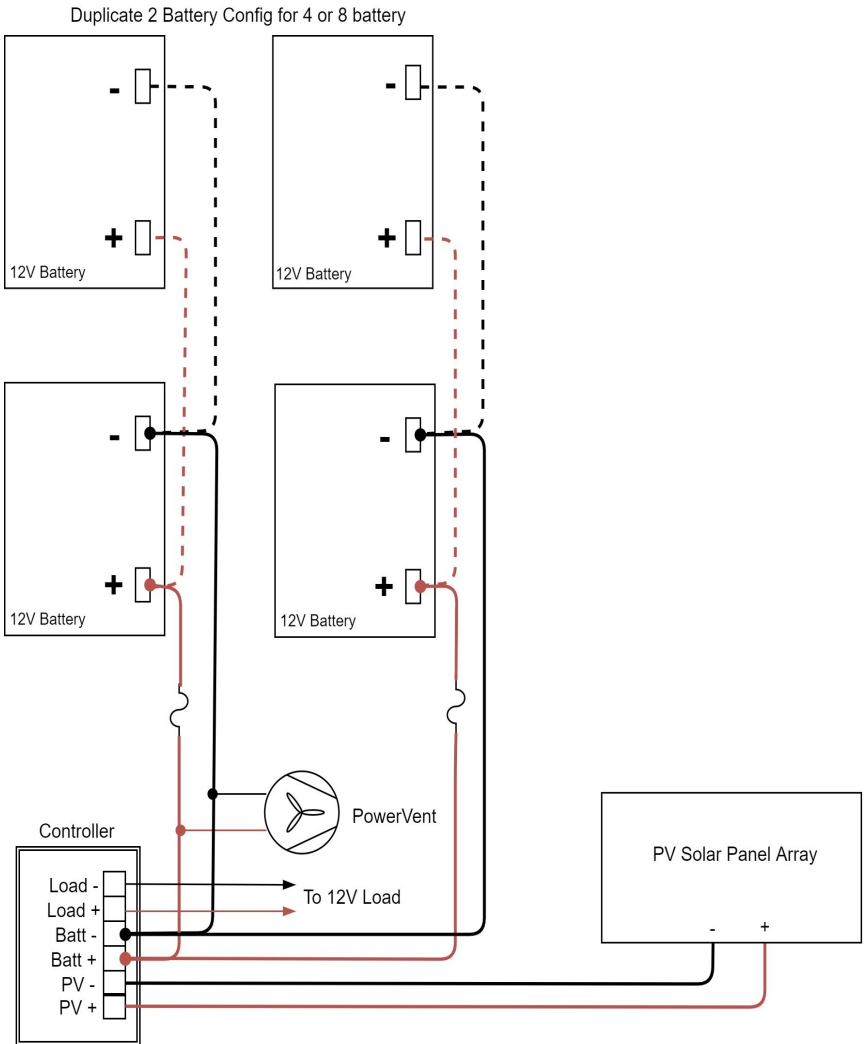 Duplicate 2 Battery Config for 4 or 8 battery
- -
+ +
12V Battery 12V Battery
- -
+ +
12V Battery 12V Battery
PowerVent
Controller
PV Solar Panel Array
Load -
Load +
To 12V Load
Batt -
- +
Batt +
PV -
PV +